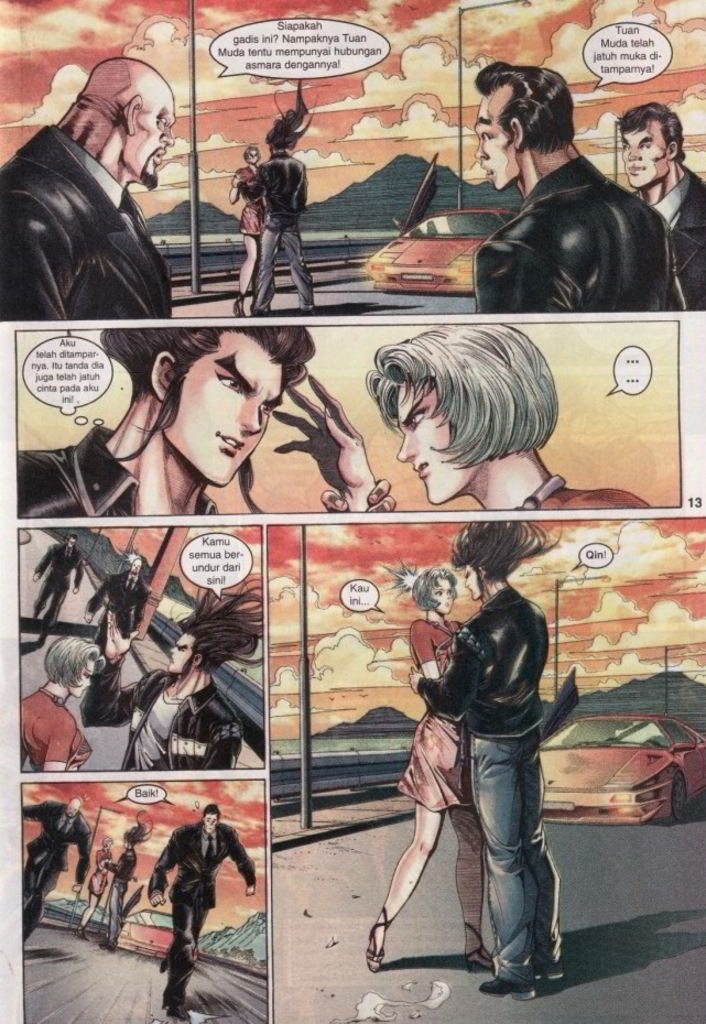 Siapakah
gadis ini? Nampaknya Tuan
Muda tentu mempunyai hubungan
asmara dengannya!
Tuan
Muda telah
jatuh muka di-
tamparnya!
Aku
telah ditampar-
nya. Itu tanda dia
juga telah jatuh
cinta pada aku
ini! .
...
...
13
Kamu
semua ber-
undur dari
sini!
Baik!
Kau
ini...
Qin!